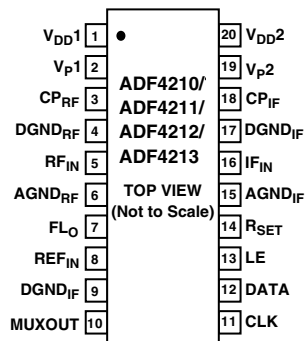 VDD1 1 20 VDD2
VP1 2 19 VP2
CPRF 3 18 CPIF
DGNDRF 4 17 DGNDIF
RFIN 5 16 IFIN
AGNDRF 6 15 AGNDIF
FLO 7 14 RSET
REFIN 8 13 LE
DGNDIF 9 12 DATA
MUXOUT 10 11 CLK
ADF4210/
ADF4211/
ADF4212/
ADF4213
TOP VIEW
(Not to Scale)